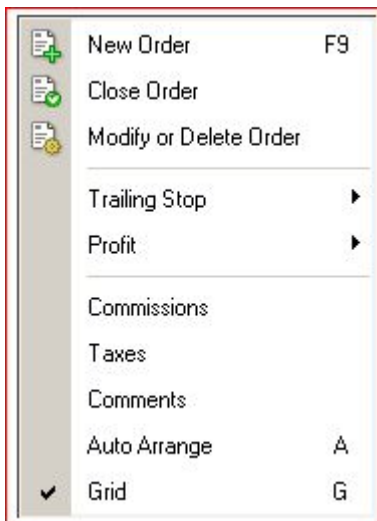 New Order F9
Close Order
Modify or Delete Order
Trailing Stop
Profit
Commissions
Taxes
Comments
Auto Arrange A
Grid G